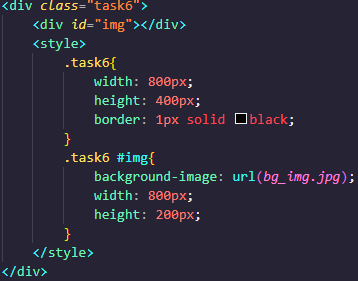 <div class="task6">
<div id="img"></div>
<style>
.task6{
width: 800px;
height: 400px;
border: 1px solid black;
}
.task6 #img{
background-image: url(bg_img.jpg);
width: 800px;
height: 200px;
}
</style>
</div>